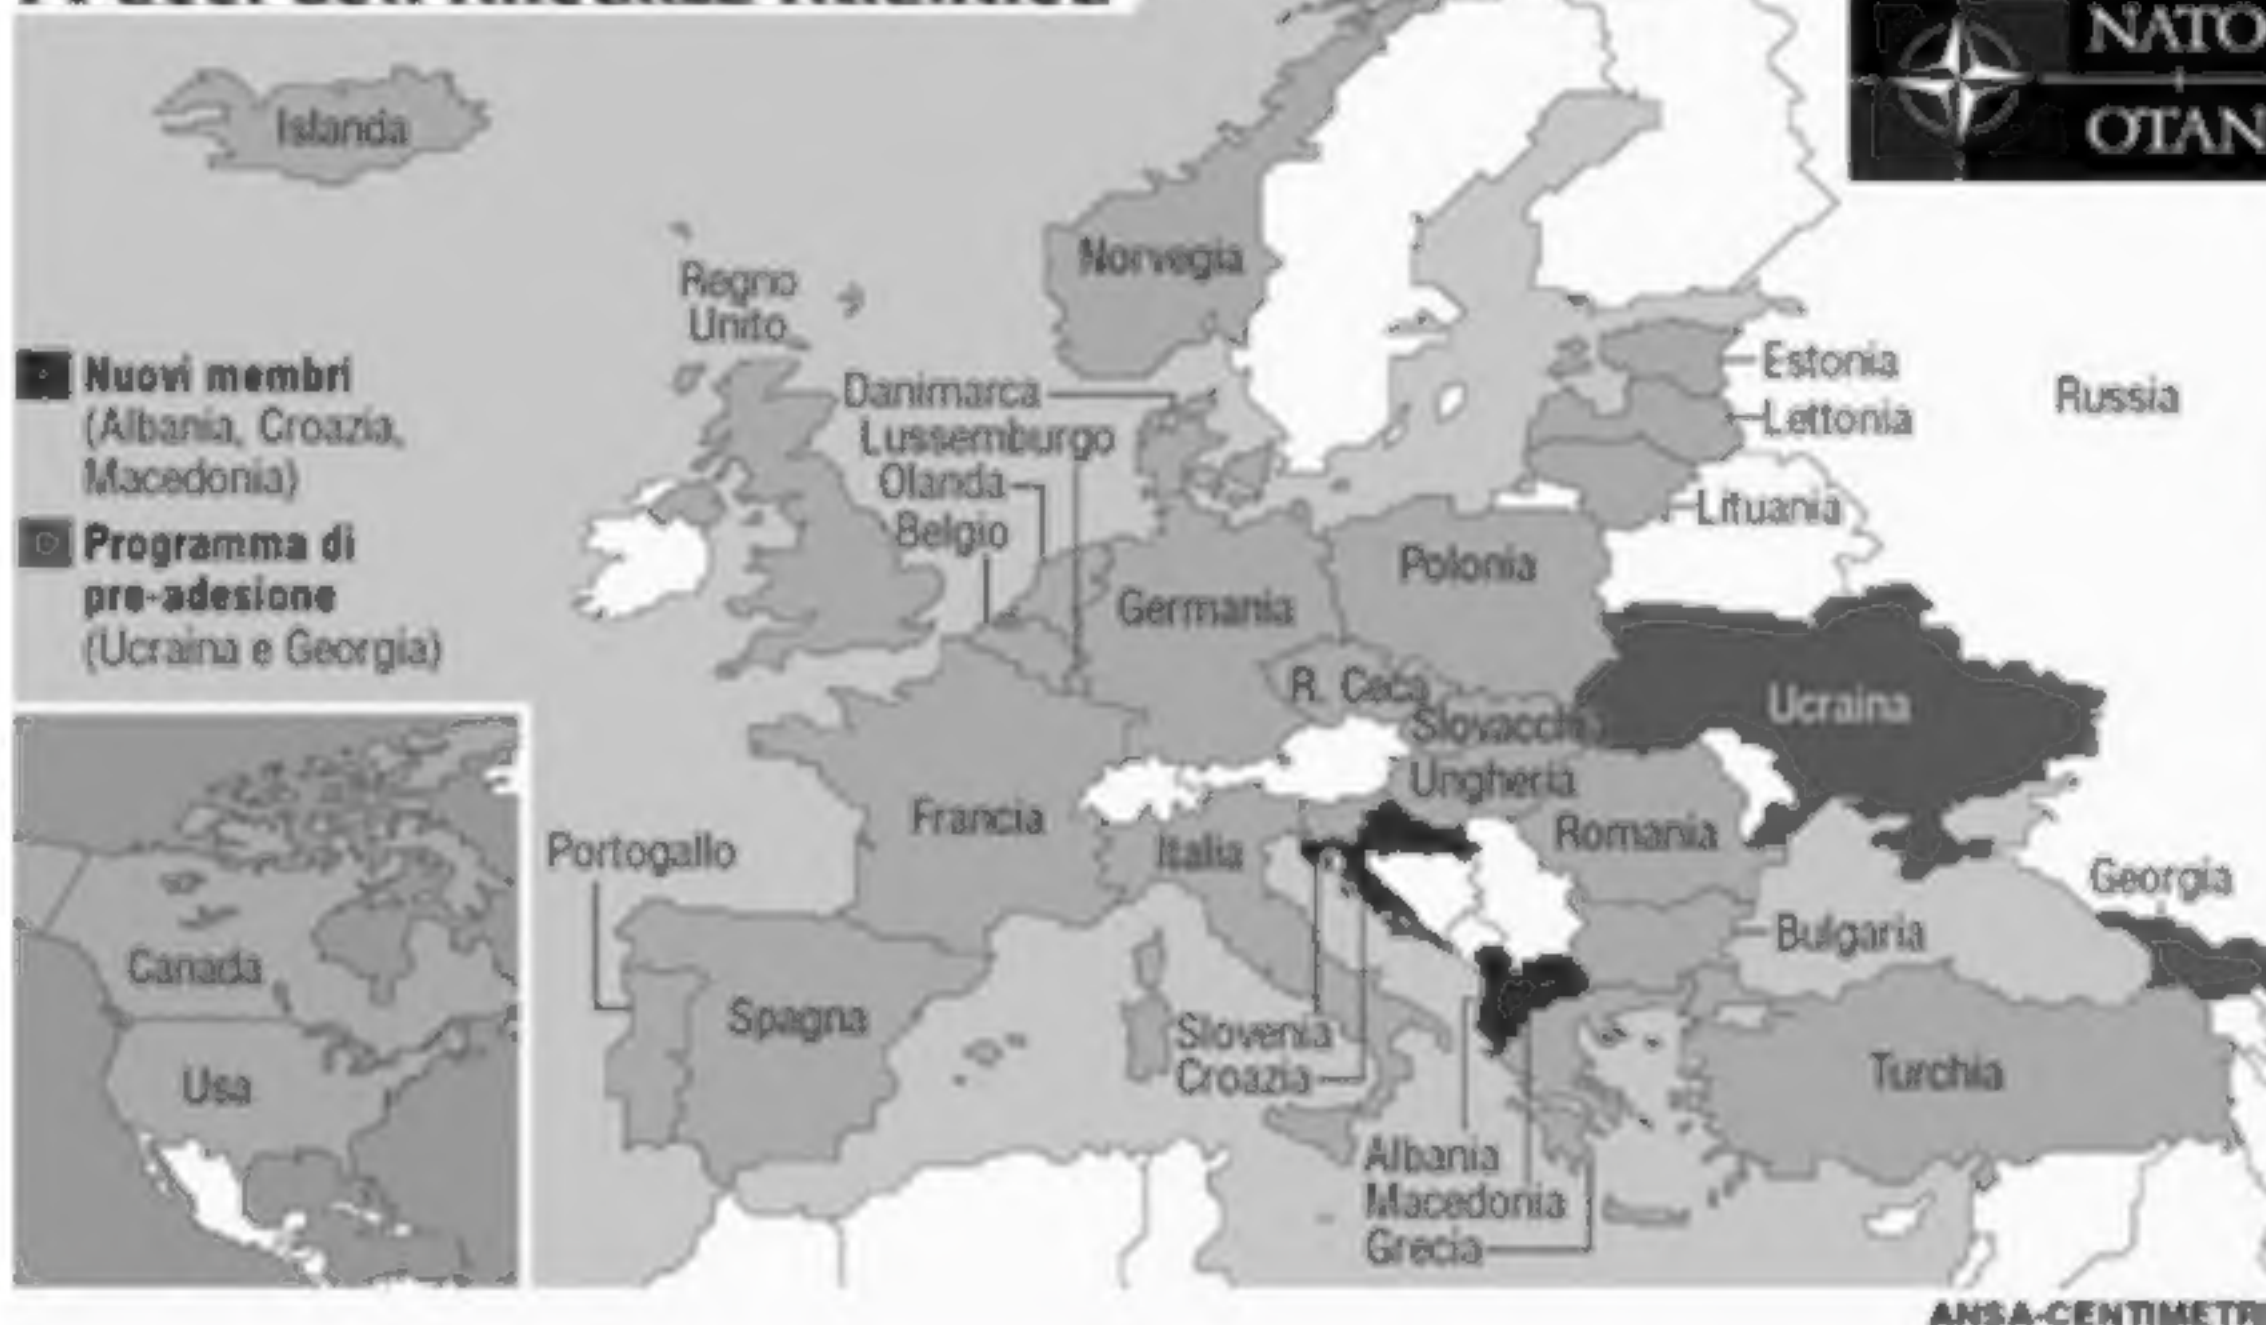 NATO
OTAN
Islanda
Norvegia
Regno
Unito
Nuovi membri
(Albania, Croazia,
Macedonia)
Programma di
pre-adesione
(Ucraina e Georgia)
Danimarca
Lussemburgo
Olanda
Belgio
Estonia
Lettonia
Lituania
Russia
Polonia
Germania
R. Ceca
Slovacchia
Ungheria
Ucraina
Francia
Italia
Romania
Portogallo
Georgia
Bulgaria
Spagna
Canada
Usa
Slovenia
Croazia
Turchia
Albania
Macedonia
Grecia
ANSA-CENTIMETRI